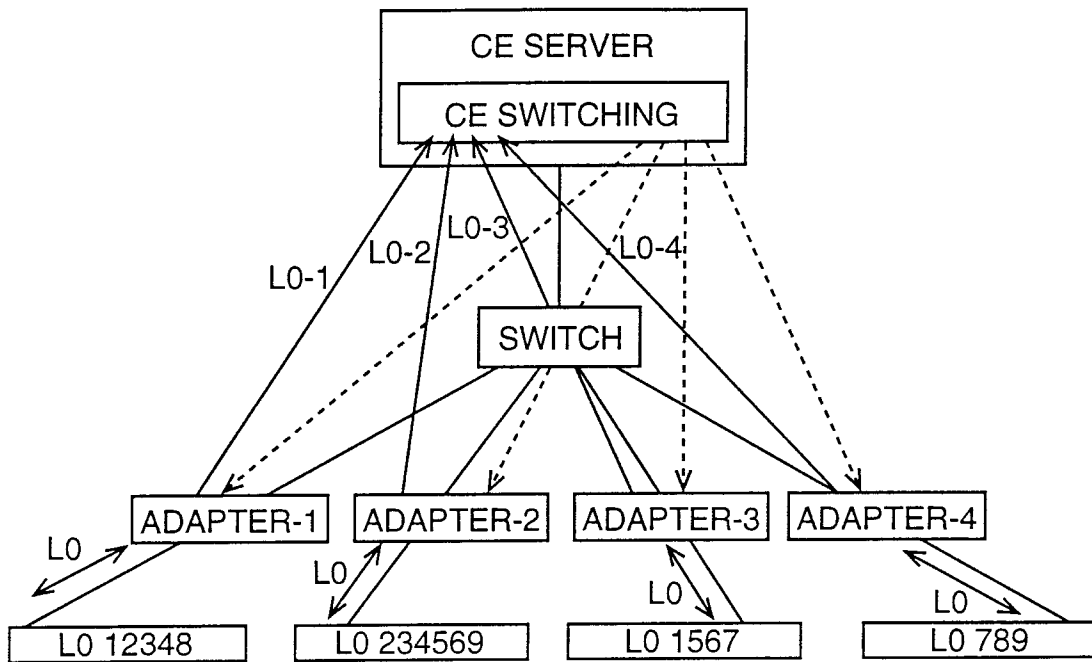 CE SERVER
CE SWITCHING
L0-1
L0-2
L0-3
L0-4
SWITCH
ADAPTER-1
ADAPTER-2
ADAPTER-3
ADAPTER-4
L0
L0
L0
L0
L0 12348
L0 234569
L0 1567
L0 789